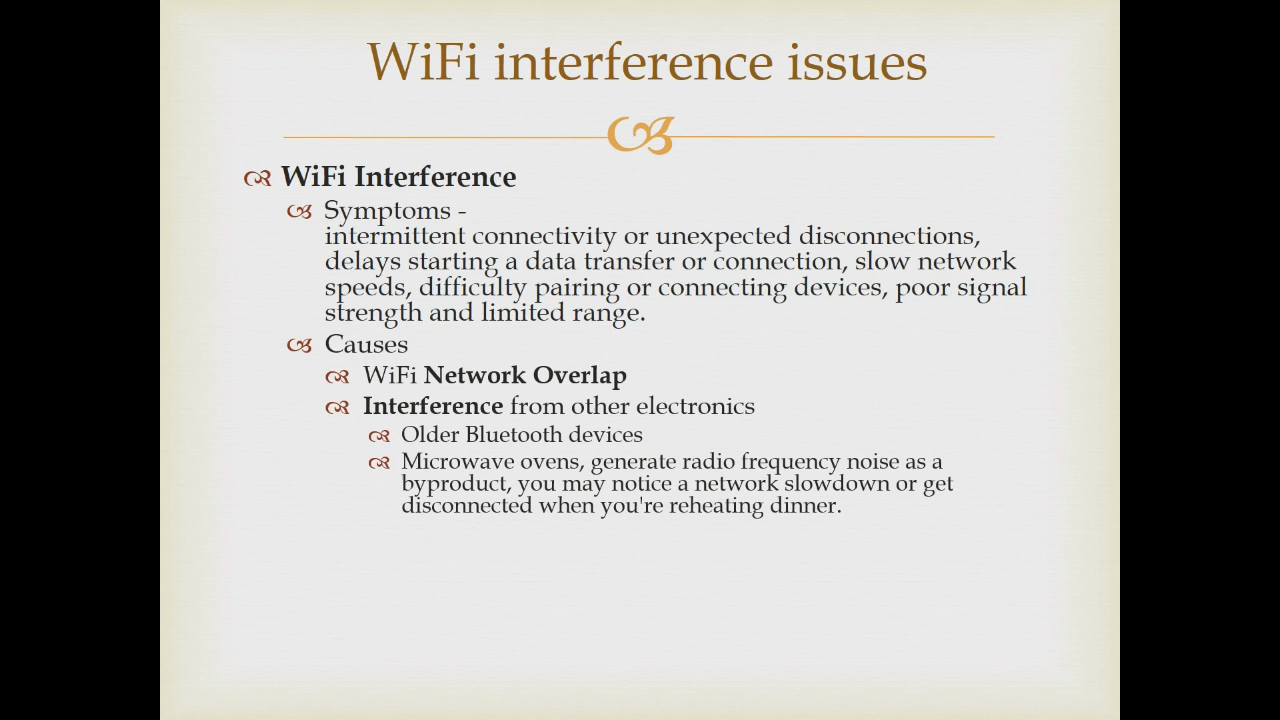 WiFi interference issues
WiFi Interference
Symptoms -
intermittent connectivity or unexpected disconnections,
delays starting a data transfer or connection, slow network
speeds, difficulty pairing or connecting devices, poor signal
strength and limited range.
Causes
WiFi Network Overlap
Interference from other electronics
Older Bluetooth devices
Microwave ovens, generate radio frequency noise as a
byproduct, you may notice a network slowdown or get
disconnected when you're reheating dinner.